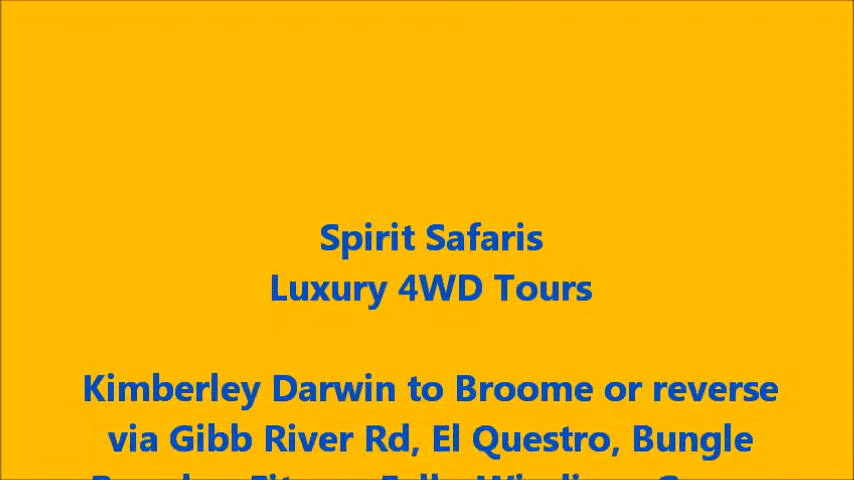 Spirit Safaris
Luxury 4WD Tours
Kimberley Darwin to Broome or reverse
via Gibb River Rd, El Questro, Bungle